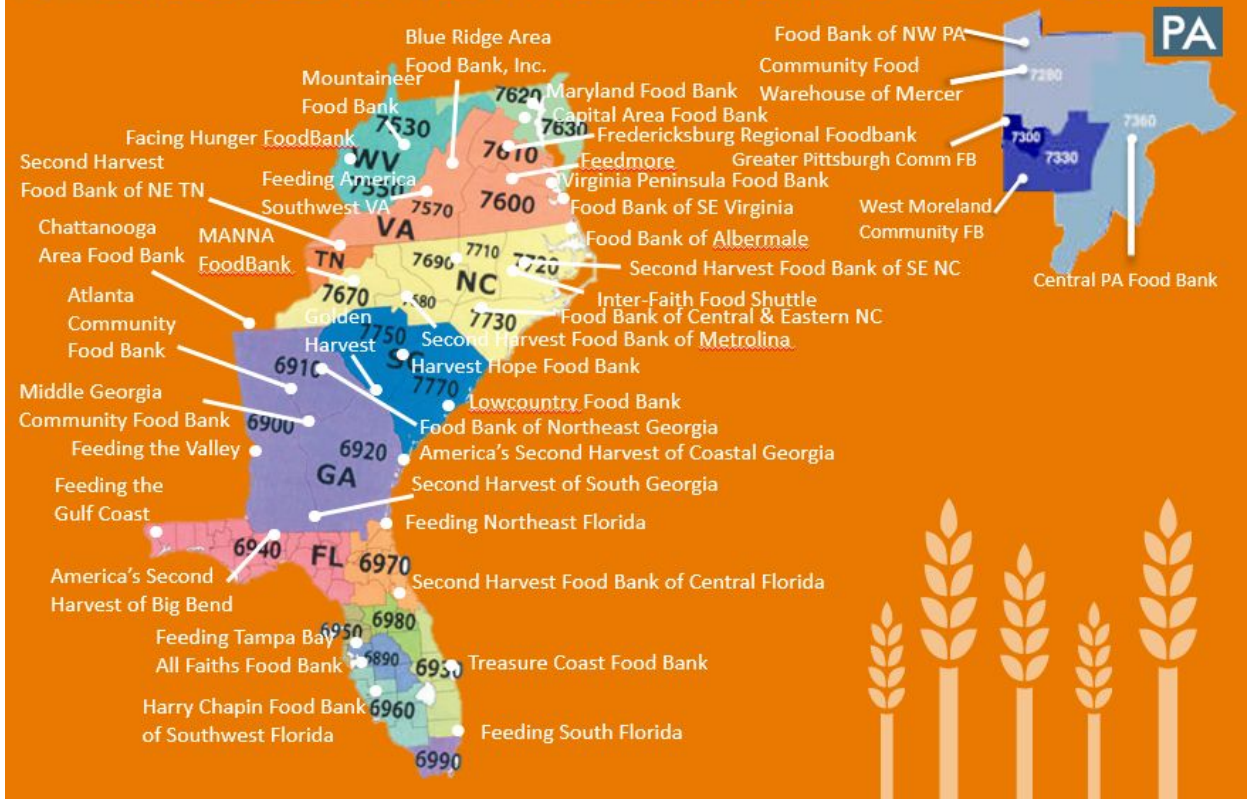 Blue Ridge Area
Food Bank, Inc.
Mountaineer
Food Bank
Facing Hunger FoodBank
Second Harvest
Food Bank of NE TN
Feeding America
Southwest VA
Chattanooga
Area Food Bank
MANNA
FoodBank
Atlanta
Community
Food Bank
Golden
Harvest
Middle Georgia
Community Food Bank
Feeding the Valley
Feeding the
Gulf Coast
America's Second
Harvest of Big Bend
Feeding Tampa Bay
All Faiths Food Bank
Harry Chapin Food Bank
of Southwest Florida
Maryland Food Bank
Capital Area Food Bank
Fredericksburg Regional Foodbank
Feedmore
Virginia Peninsula Food Bank
Food Bank of SE Virginia
Food Bank of Albermale
Second Harvest Food Bank of SE NC
Inter-Faith Food Shuttle
Food Bank of Central & Eastern NC
Second Harvest Food Bank of Metrolina
Harvest Hope Food Bank
Lowcountry Food Bank
Food Bank of Northeast Georgia
America's Second Harvest of Coastal Georgia
Second Harvest of South Georgia
Feeding Northeast Florida
Second Harvest Food Bank of Central Florida
Treasure Coast Food Bank
Feeding South Florida
7620
7630
7530
WV
7610
7570
7600
VA
TN
7690
7710
7720
NC
7670
7730
7750
SC
7770
6910
6900
6920
GA
6940
FL
6970
6950
6980
6890
6930
6960
6990
PA
Food Bank of NW PA
Community Food
Warehouse of Mercer
Greater Pittsburgh Comm FB
West Moreland
Community FB
Central PA Food Bank
7280
7300
7330
7360